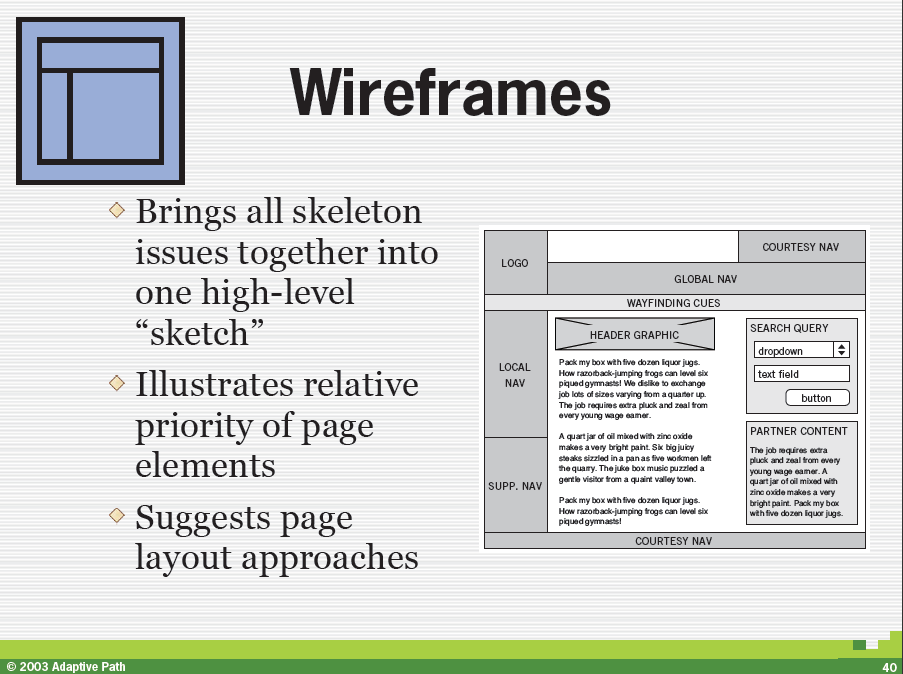 Wireframes
Brings all skeleton
issues together into
one high-level
“sketch”
Illustrates relative
priority of page
elements
Suggests page
layout approaches
LOGO
COURTESY NAV
GLOBAL NAV
WAYFINDING CUES
LOCAL
NAV
SUPP. NAV
HEADER GRAPHIC
Pack my box with five dozen liquor jugs.
How razorback-jumping frogs can level six
piqued gymnasts! We dislike to exchange
job lots of sizes varying from a quarter up.
The job requires extra pluck and zeal from
every young wage earner.
A quart jar of oil mixed with zinc oxide
makes a very bright paint. Six big juicy
steaks sizzled in a pan as five workmen left
the quarry. The juke box music puzzled a
gentle visitor from a quaint valley town.
Pack my box with five dozen liquor jugs.
How razorback-jumping frogs can level six
piqued gymnasts!
SEARCH QUERY
dropdown
text field
button
PARTNER CONTENT
The job requires extra
pluck and zeal from every
young wage earner. A
quart jar of oil mixed with
zinc oxide makes a very
bright paint. Pack my box
with five dozen liquor jugs.
COURTESY NAV
© 2003 Adaptive Path
40